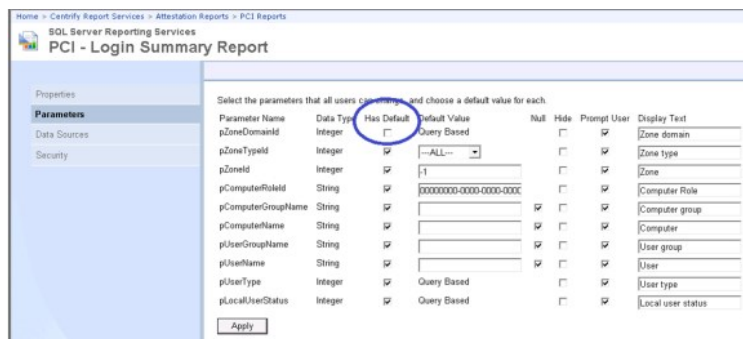 Home > Centrify Report Services > Attestation Reports > PCI Reports
SQL Server Reporting Services
PCI - Login Summary Report
Properties
Parameters
Data Sources
Security
Select the parameters that all users can change, and choose a default value for each.
Parameter Name Data Type Has Default Default Value Null Hide Prompt User Display Text
pZoneDomainId Integer Query Based Zone domain
pZoneTypeId Integer ---ALL--- Zone type
pZoneId Integer -1 Zone
pComputerRoleId String 00000000-0000-0000-000C Computer Role
pComputerGroupName String Computer group
pComputerName String Computer
pUserGroupName String User group
pUserName String User
pUserType Integer Query Based User type
pLocalUserStatus Integer Query Based Local user status
Apply